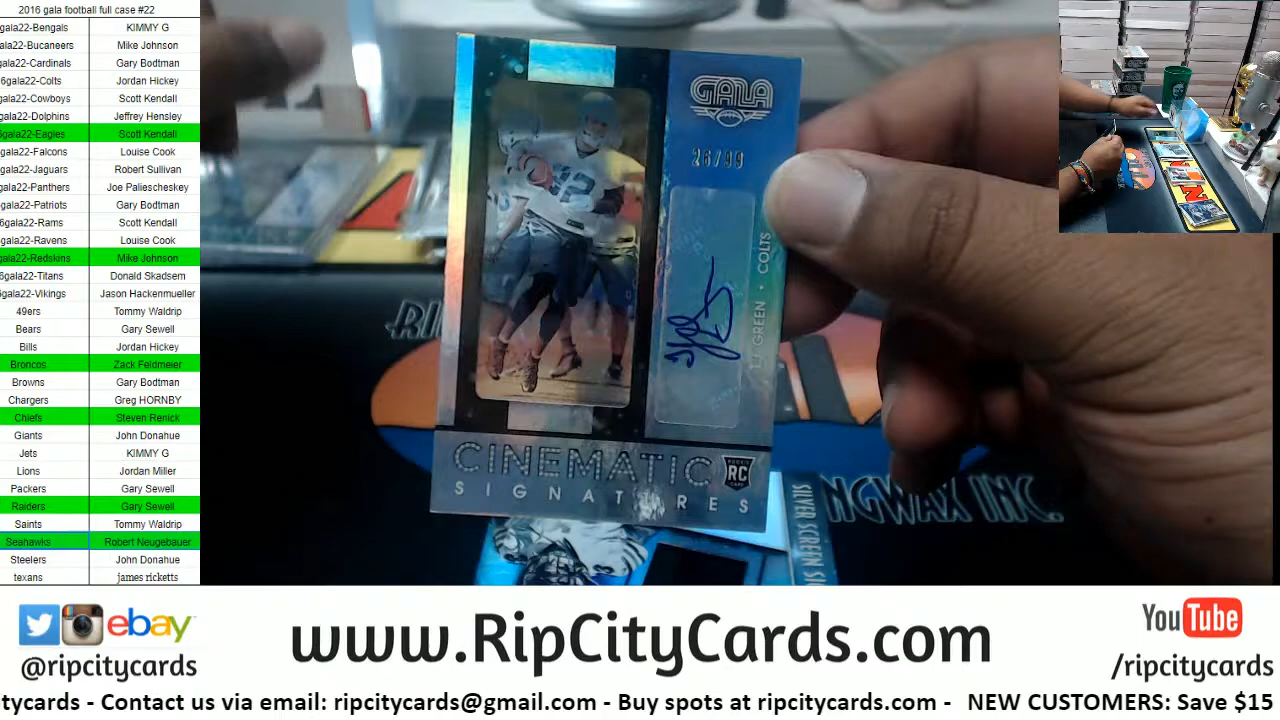 2016 gala football full case #22
gala22-Bengals KIMMY G
gala22-Bucaneers Mike Johnson
gala22-Cardinals Gary Bodtman
6gala22-Colts Jordan Hickey
gala22-Cowboys Scott Kendall
gala22-Dolphins Jeffrey Hensley
6gala22-Eagles Scott Kendall
gala22-Falcons Louise Cook
gala22-Jaguars Robert Sullivan
gala22-Panthers Joe Paliescheskey
gala22-Patriots Gary Bodtman
6gala22-Rams Scott Kendall
gala22-Ravens Louise Cook
gala22-Redskins Mike Johnson
6gala22-Titans Donald Skadsem
gala22-Vikings Jason Hackenmueller
49ers Tommy Waldrip
Bears Gary Sewell
Bills Jordan Hickey
Broncos Zack Feldmeier
Browns Gary Bodtman
Chargers Greg HORNBY
Chiefs Steven Renick
Giants John Donahue
Jets KIMMY G
Lions Jordan Miller
Packers Gary Sewell
Raiders Gary Sewell
Saints Tommy Waldrip
Seahawks Robert Neugebauer
Steelers John Donahue
texans james ricketts
GALA
26/99
TJ GREEN • COLTS
CINEMATIC
RC
SIGNATURES
SILVER SCREEN
NGWAX INC.
ebay
@ripcitycards
www.RipCityCards.com
YouTube
/ripcitycards
tycards - Contact us via email: ripcitycards@gmail.com - Buy spots at ripcitycards.com - NEW CUSTOMERS: Save $15